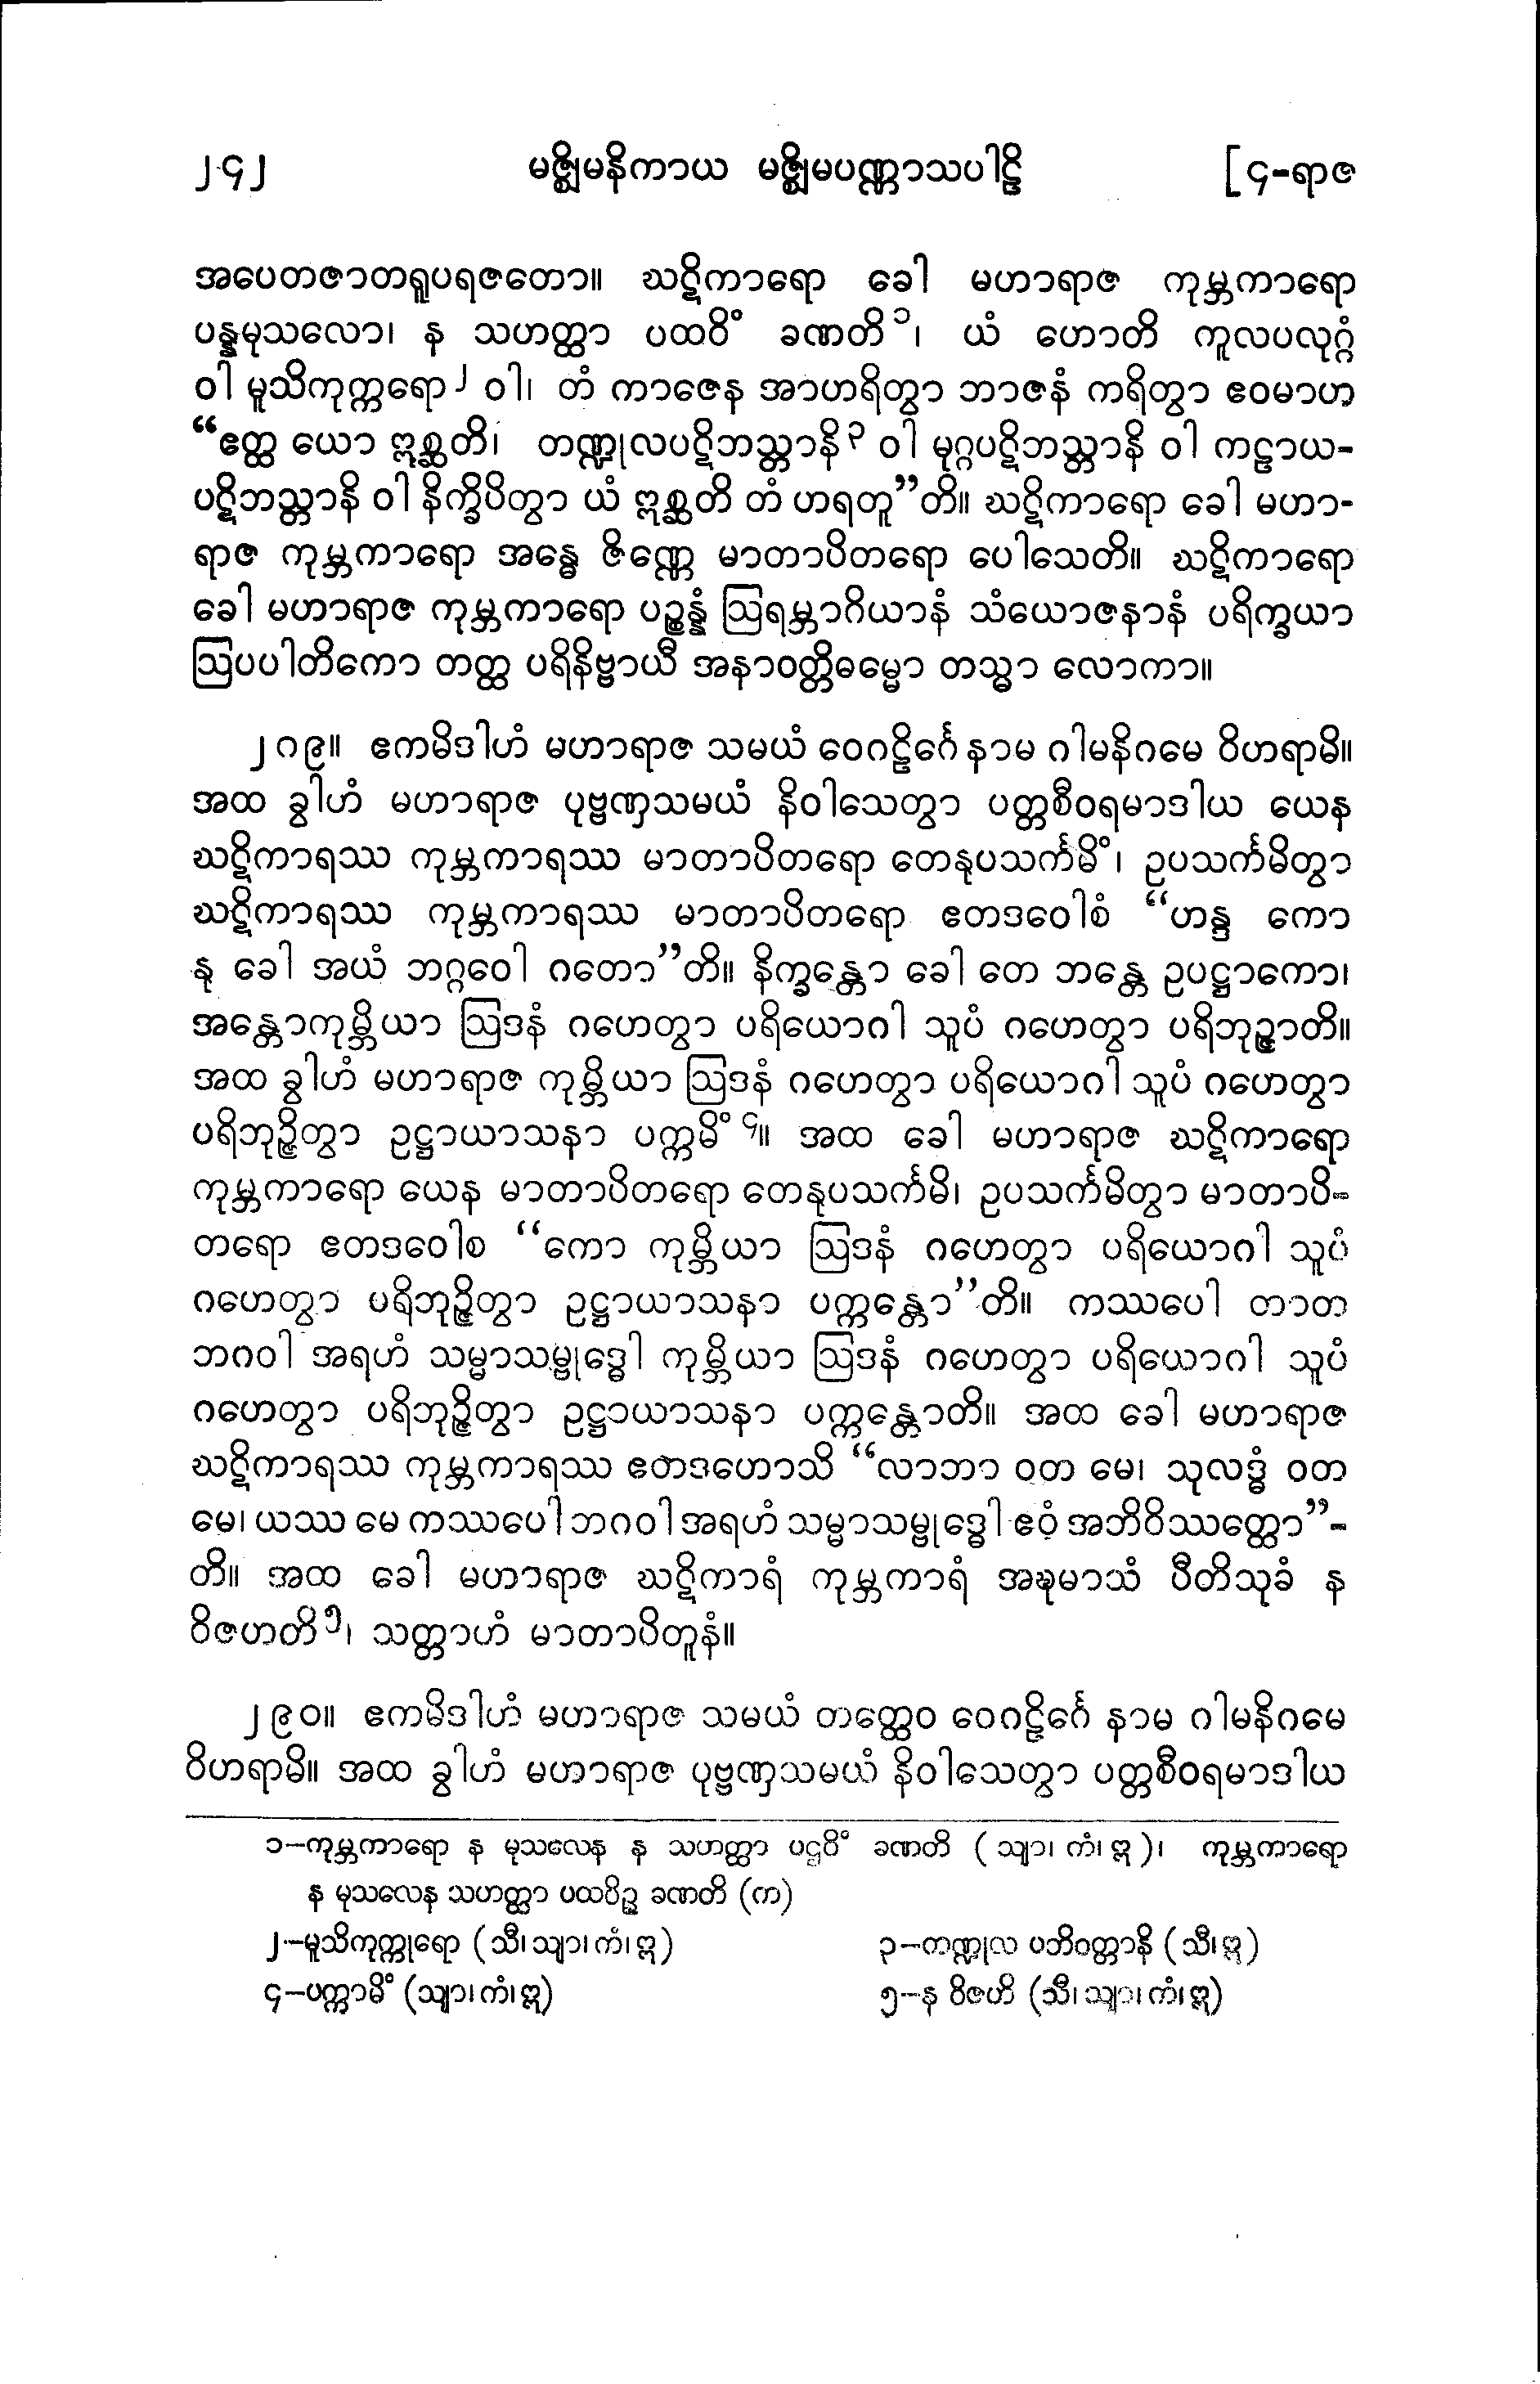 ၂၄၂ မဇ္ဈိမနိကာယ မဇ္ဈိမပဏ္ဏာသပါဠိ [၄-ရာဇ
အပေတဇာတရူပရဇတော။ ဃဋိကာရော ခေါ မဟာရာဇ ကုမ္ဘကာရော
ပန္နမုသလော၊ န သဟတ္ထာ ပထဝိံ ခဏတိ၁၊ ယံ ဟောတိ ကူလပလုဂ္ဂံ
ဝါ မူသိကုက္ကရော၂ ဝါ၊ တံ ကာဇေန အာဟရိတွာ ဘာဇနံ ကရိတွာ ဧဝမာဟ
“ဧတ္ထ ယော ဣစ္ဆတိ၊ တဏ္ဍုလပဋိဘသ္တာနိ၃ ဝါ မုဂ္ဂပဋိဘသ္တာနိ ဝါ ကဠာယ-
ပဋိဘသ္တာနိ ဝါ နိက္ခိပိတွာ ယံ ဣစ္ဆတိ တံ ဟရတူ”တိ။ ဃဋိကာရော ခေါ မဟာ-
ရာဇ ကုမ္ဘကာရော အန္ဓေ ဇိဏ္ဏေ မာတာပိတရော ပေါသေတိ။ ဃဋိကာရော
ခေါ မဟာရာဇ ကုမ္ဘကာရော ပဉ္စန္နံ ဩရမ္ဘာဂိယာနံ သံယောဇနာနံ ပရိက္ခယာ
ဩပပါတိကော တတ္ထ ပရိနိဗ္ဗာယီ အနာဝတ္တိဓမ္မော တသ္မာ လောကာ။
၂၈၉။ ဧကမိဒါဟံ မဟာရာဇ သမယံ ဝေဂဠိင်္ဂေ နာမ ဂါမနိဂမေ ဝိဟရာမိ။
အထ ခွါဟံ မဟာရာဇ ပုဗ္ဗဏှသမယံ နိဝါသေတွာ ပတ္တစီဝရမာဒါယ ယေန
ဃဋိကာရဿ ကုမ္ဘကာရဿ မာတာပိတရော တေနုပသင်္ကမိံ၊ ဥပသင်္ကမိတွာ
ဃဋိကာရဿ ကုမ္ဘကာရဿ မာတာပိတရော ဧတဒဝေါစံ “ဟန္ဒ ကော
နု ခေါ အယံ ဘဂ္ဂဝေါ ဂတော”တိ။ နိက္ခန္တော ခေါ တေ ဘန္တေ ဥပဋ္ဌာကော၊
အန္တောကုမ္ဘိယာ ဩဒနံ ဂဟေတွာ ပရိယောဂါ သူပံ ဂဟေတွာ ပရိဘုဉ္ဇာတိ။
အထ ခွါဟံ မဟာရာဇ ကုမ္ဘိယာ ဩဒနံ ဂဟေတွာ ပရိယောဂါ သူပံ ဂဟေတွာ
ပရိဘုဉ္ဇိတွာ ဥဋ္ဌာယာသနာ ပက္ကမိံ၄။ အထ ခေါ မဟာရာဇ ဃဋိကာရော
ကုမ္ဘကာရော ယေန မာတာပိတရော တေနုပသင်္ကမိ၊ ဥပသင်္ကမိတွာ မာတာပိ-
တရော ဧတဒဝေါစ “ကော ကုမ္ဘိယာ ဩဒနံ ဂဟေတွာ ပရိယောဂါ သူပံ
ဂဟေတွာ ပရိဘုဉ္ဇိတွာ ဥဋ္ဌာယာသနာ ပက္ကန္တော”တိ။ ကဿပေါ တာတ
ဘဂဝါ အရဟံ သမ္မာသမ္ဗုဒ္ဓေါ ကုမ္ဘိယာ ဩဒနံ ဂဟေတွာ ပရိယောဂါ သူပံ
ဂဟေတွာ ပရိဘုဉ္ဇိတွာ ဥဋ္ဌာယာသနာ ပက္ကန္တောတိ။ အထ ခေါ မဟာရာဇ
ဃဋိကာရဿ ကုမ္ဘကာရဿ ဧတဒဟောသိ “လာဘာ ဝတ မေ၊ သုလဒ္ဓံ ဝတ
မေ၊ ယဿ မေ ကဿပေါ ဘဂဝါ အရဟံ သမ္မာသမ္ဗုဒ္ဓေါ ဧဝံ့ အဘိဝိဿတ္ထော”-
တိ။ အထ ခေါ မဟာရာဇ ဃဋိကာရံ ကုမ္ဘကာရံ အဍ္ဎမာသံ ပီတိသုခံ န
ဝိဇဟတိ၅၊ သတ္တာဟံ မာတာပိတူနံ။
၂၉၀။ ဧကမိဒါဟံ မဟာရာဇ သမယံ တတ္ထေဝ ဝေဂဠိင်္ဂေ နာမ ဂါမနိဂမေ
ဝိဟရာမိ။ အထ ခွါဟံ မဟာရာဇ ပုဗ္ဗဏှသမယံ နိဝါသေတွာ ပတ္တစီဝရမာဒါယ
၁-ကုမ္ဘကာရော န မုသလေန န သဟတ္ထာ ပဌဝိံ ခဏတိ (သျာ၊ ကံ၊ ဣ)၊ ကုမ္ဘကာရော
န မုသလေန သဟတ္ထာ ပထဝိဉ္စ ခဏတိ (က)
၂-မူသိကုက္ကုရော (သီ၊ သျာ၊ ကံ၊ ဣ) ၃-တဏ္ဍုလ ပဘိဝတ္တာနိ (သီ၊ ဣ)
၄-ပက္ကာမိံ (သျာ၊ ကံ၊ ဣ) ၅-န ဝိဇဟိ (သီ၊ သျာ၊ ကံ၊ ဣ)